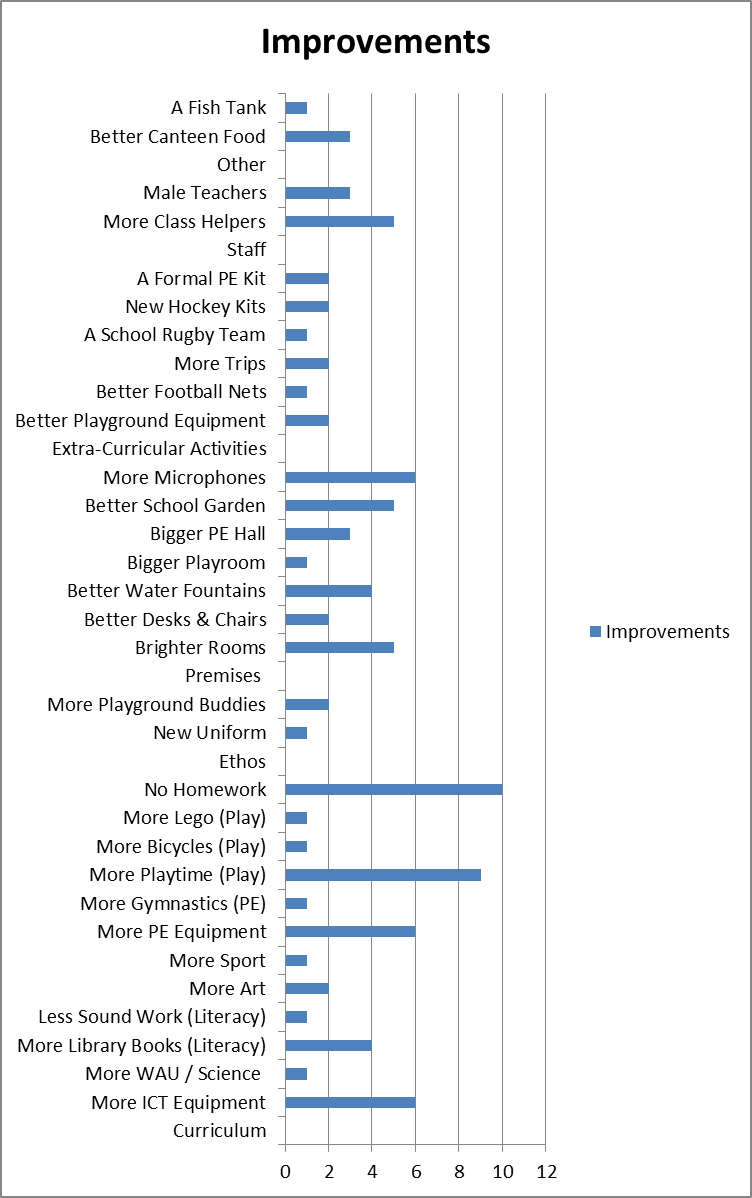 Improvements
A Fish Tank
Better Canteen Food
Other
Male Teachers
More Class Helpers
Staff
A Formal PE Kit
New Hockey Kits
A School Rugby Team
More Trips
Better Football Nets
Better Playground Equipment
Extra-Curricular Activities
More Microphones
Better School Garden
Bigger PE Hall
Bigger Playroom
Better Water Fountains
Better Desks & Chairs
Brighter Rooms
Premises
More Playground Buddies
New Uniform
Ethos
No Homework
More Lego (Play)
More Bicycles (Play)
More Playtime (Play)
More Gymnastics (PE)
More PE Equipment
More Sport
More Art
Less Sound Work (Literacy)
More Library Books (Literacy)
More WAU / Science
More ICT Equipment
Curriculum
0 2 4 6 8 10 12
Improvements